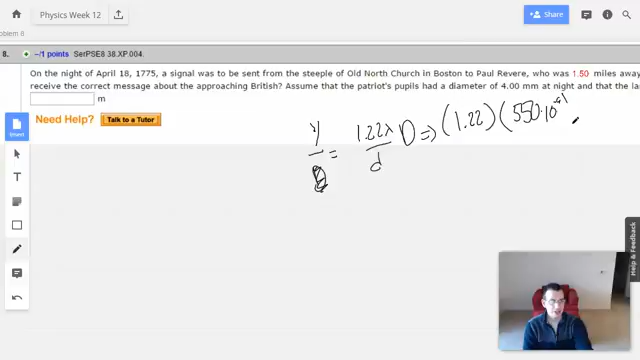 Physics Week 12
Share
8.
–/1 points SerPSE8 38.XP.004.
On the night of April 18, 1775, a signal was to be sent from the steeple of Old North Church in Boston to Paul Revere, who was 1.50 miles away
receive the correct message about the approaching British? Assume that the patriot's pupils had a diameter of 4.00 mm at night and that the la
m
Need Help? Talk to a Tutor
y = 1.22λ/d D ⇒ (1.22) (550·10
Insert
Help & Feedback